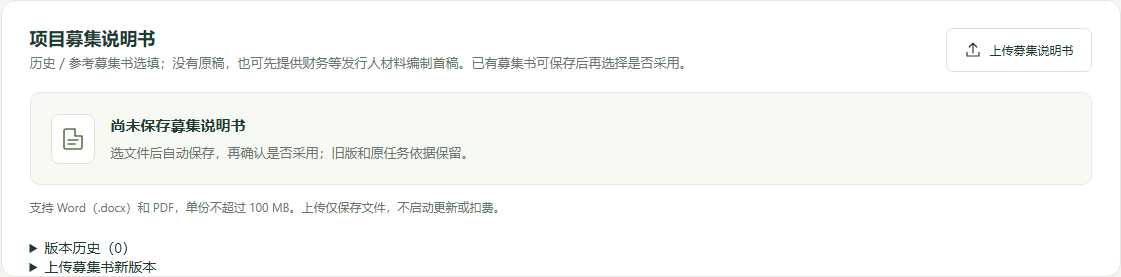 项目募集说明书
历史 / 参考募集书选填；没有原稿，也可先提供财务等发行人材料编制首稿。已有募集书可保存后再选择是否采用。
上传募集说明书
尚未保存募集说明书
选文件后自动保存，再确认是否采用；旧版和原任务依据保留。
支持 Word（.docx）和 PDF，单份不超过 100 MB。上传仅保存文件，不启动更新或扣费。
版本历史（0）
上传募集书新版本